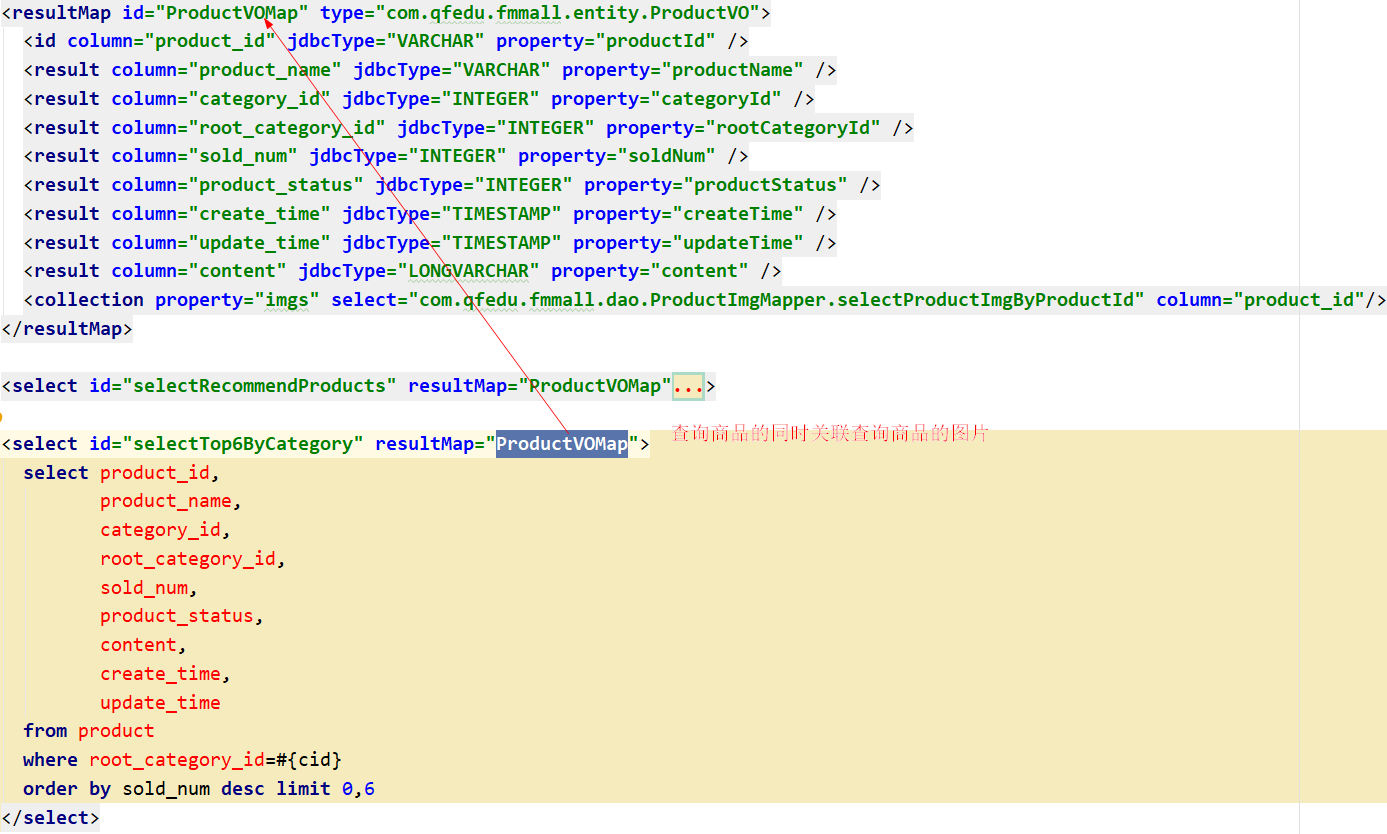 <resultMap id="ProductVOMap" type="com.qfedu.fmmall.entity.ProductVO">
<id column="product_id" jdbcType="VARCHAR" property="productId" />
<result column="product_name" jdbcType="VARCHAR" property="productName" />
<result column="category_id" jdbcType="INTEGER" property="categoryId" />
<result column="root_category_id" jdbcType="INTEGER" property="rootCategoryId" />
<result column="sold_num" jdbcType="INTEGER" property="soldNum" />
<result column="product_status" jdbcType="INTEGER" property="productStatus" />
<result column="create_time" jdbcType="TIMESTAMP" property="createTime" />
<result column="update_time" jdbcType="TIMESTAMP" property="updateTime" />
<result column="content" jdbcType="LONGVARCHAR" property="content" />
<collection property="imgs" select="com.qfedu.fmmall.dao.ProductImgMapper.selectProductImgByProductId" column="product_id"/>
</resultMap>
<select id="selectRecommendProducts" resultMap="ProductVOMap"...>
<select id="selectTop6ByCategory" resultMap="ProductVOMap"> 查询商品的同时关联查询商品的图片
select product_id,
product_name,
category_id,
root_category_id,
sold_num,
product_status,
content,
create_time,
update_time
from product
where root_category_id=#{cid}
order by sold_num desc limit 0,6
</select>